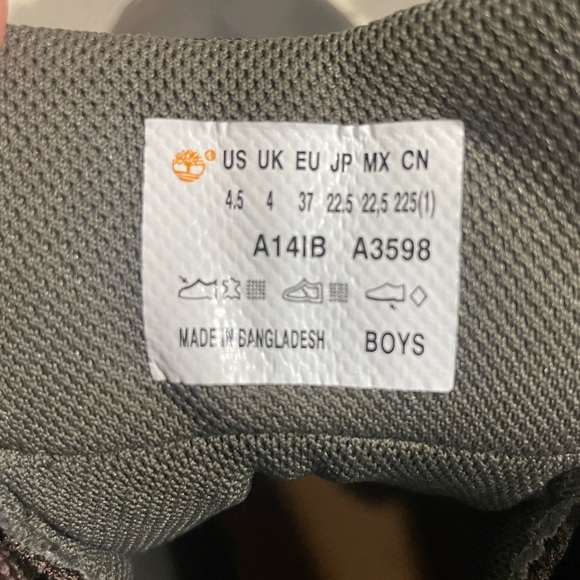 US UK EU JP MX CN
4.5 4 37 22.5 22,5 225(1)
A14IB A3598
MADE IN BANGLADESH BOYS